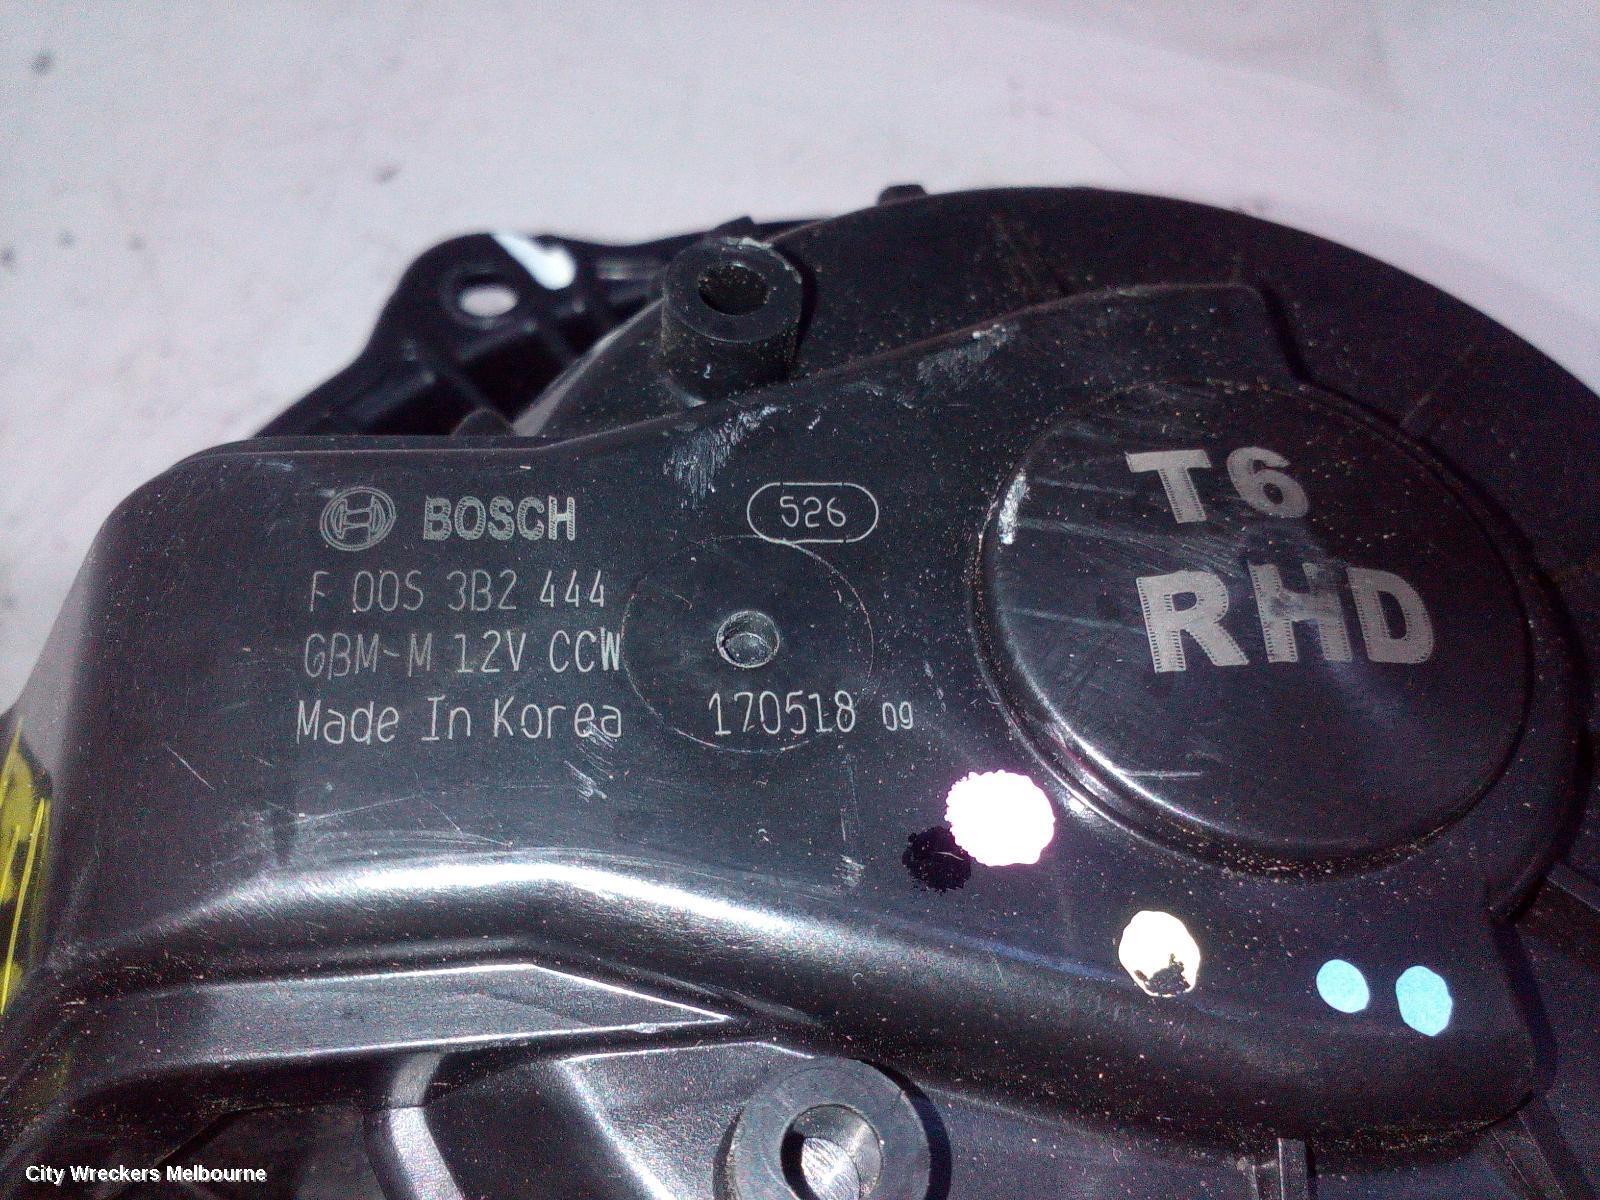 BOSCH
526
F 00S 3B2 444
GBM-M 12V CCW
Made In Korea
170518 09
T6
RHD
City Wreckers Melbourne